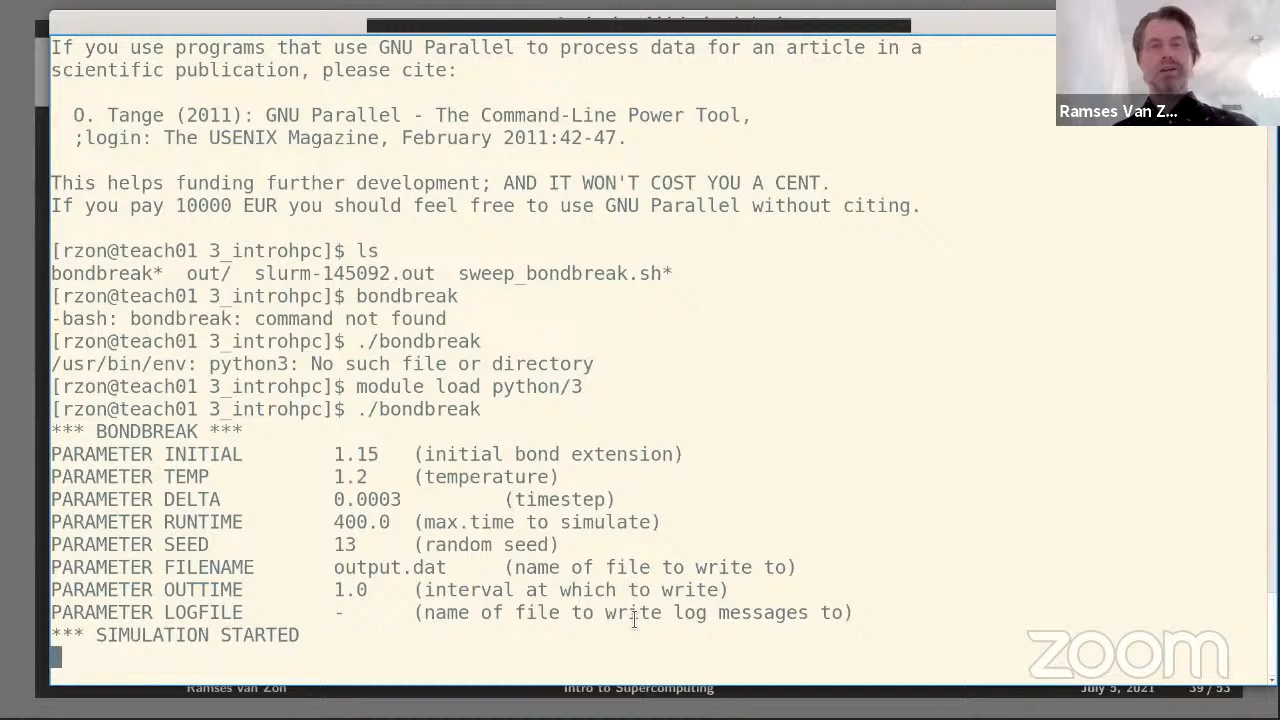 If you use programs that use GNU Parallel to process data for an article in a
scientific publication, please cite:
O. Tange (2011): GNU Parallel - The Command-Line Power Tool,
;login: The USENIX Magazine, February 2011:42-47.
This helps funding further development; AND IT WON'T COST YOU A CENT.
If you pay 10000 EUR you should feel free to use GNU Parallel without citing.
[rzon@teach01 3_introhpc]$ ls
bondbreak* out/ slurm-145092.out sweep_bondbreak.sh*
[rzon@teach01 3_introhpc]$ bondbreak
-bash: bondbreak: command not found
[rzon@teach01 3_introhpc]$ ./bondbreak
/usr/bin/env: python3: No such file or directory
[rzon@teach01 3_introhpc]$ module load python/3
[rzon@teach01 3_introhpc]$ ./bondbreak
*** BONDBREAK ***
PARAMETER INITIAL 1.15 (initial bond extension)
PARAMETER TEMP 1.2 (temperature)
PARAMETER DELTA 0.0003 (timestep)
PARAMETER RUNTIME 400.0 (max.time to simulate)
PARAMETER SEED 13 (random seed)
PARAMETER FILENAME output.dat (name of file to write to)
PARAMETER OUTTIME 1.0 (interval at which to write)
PARAMETER LOGFILE - (name of file to write log messages to)
*** SIMULATION STARTED
Ramses Van Z...
zoom
Ramses Van Zon Intro to Supercomputing July 5, 2021 39 / 53